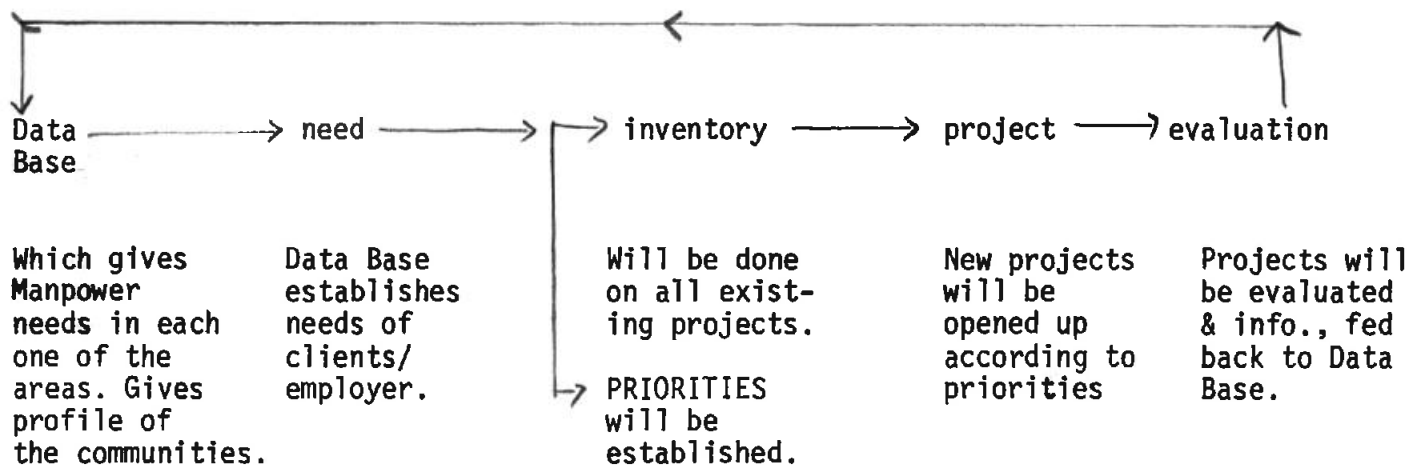 Data Base
need
inventory
project
evaluation
Which gives
Manpower
needs in each
one of the
areas. Gives
profile of
the communities.
Data Base
establishes
needs of
clients/
employer.
Will be done
on all exist-
ing projects.
PRIORITIES
will be
established.
New projects
will be
opened up
according to
priorities
Projects will
be evaluated
& info., fed
back to Data
Base.